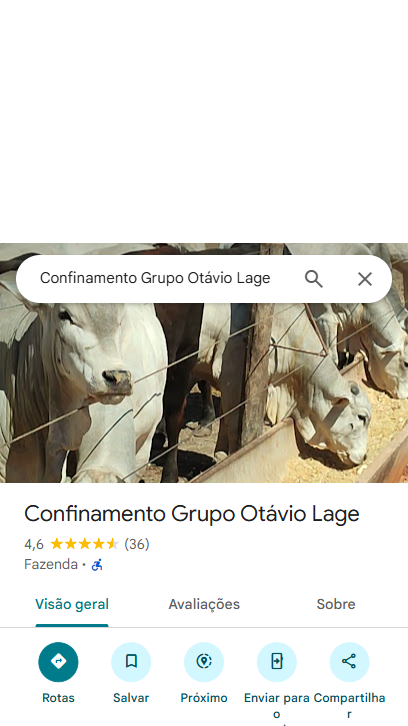 Confinamento Grupo Otávio Lage
Confinamento Grupo Otávio Lage
4,6 (36)
Fazenda ·
Visão geral Avaliações Sobre
Rotas Salvar Próximo Enviar para o Compartilhar